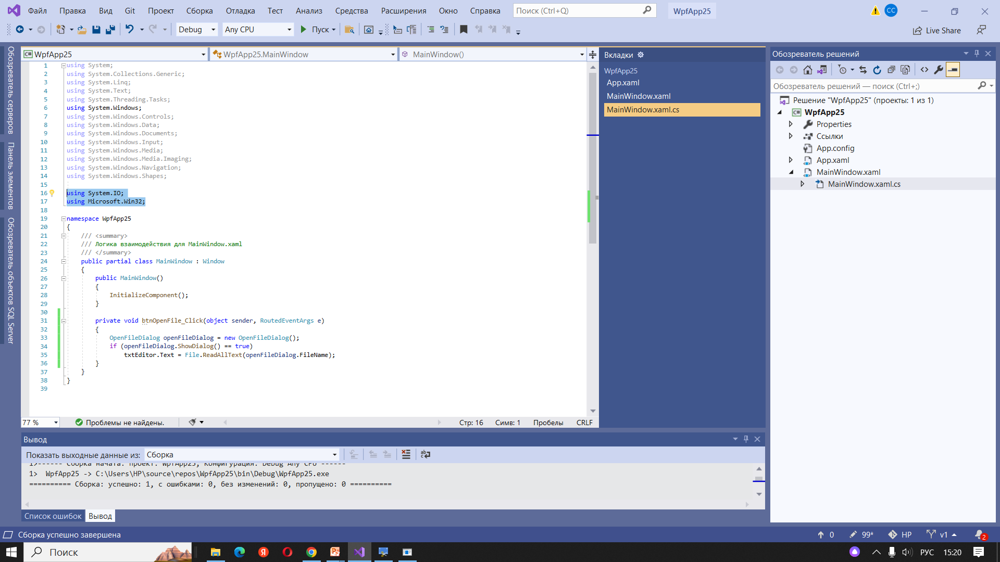 Файл Правка Вид Git Проект Сборка Отладка Тест Анализ Средства Расширения Окно Справка Поиск (Ctrl+Q) WpfApp25 CC
Debug Any CPU Пуск Live Share
Обозреватель серверов
Панель элементов
Обозреватель объектов SQL Server
C# WpfApp25 WpfApp25.MainWindow MainWindow()
1 using System;
2 using System.Collections.Generic;
3 using System.Linq;
4 using System.Text;
5 using System.Threading.Tasks;
6 using System.Windows;
7 using System.Windows.Controls;
8 using System.Windows.Data;
9 using System.Windows.Documents;
10 using System.Windows.Input;
11 using System.Windows.Media;
12 using System.Windows.Media.Imaging;
13 using System.Windows.Navigation;
14 using System.Windows.Shapes;
15
16 using System.IO;
17 using Microsoft.Win32;
18
19 namespace WpfApp25
20 {
21 /// <summary>
22 /// Логика взаимодействия для MainWindow.xaml
23 /// </summary>
24 public partial class MainWindow : Window
25 {
26 public MainWindow()
27 {
28 InitializeComponent();
29 }
30
31 private void btnOpenFile_Click(object sender, RoutedEventArgs e)
32 {
33 OpenFileDialog openFileDialog = new OpenFileDialog();
34 if (openFileDialog.ShowDialog() == true)
35 txtEditor.Text = File.ReadAllText(openFileDialog.FileName);
36 }
37 }
38 }
39
77 % Проблемы не найдены. Стр: 16 Симв: 1 Пробелы CRLF
Вкладки
WpfApp25
App.xaml
MainWindow.xaml
MainWindow.xaml.cs
Обозреватель решений
Обозреватель решений — поиск (Ctrl+;)
Решение "WpfApp25" (проекты: 1 из 1)
C# WpfApp25
Properties
Ссылки
App.config
App.xaml
MainWindow.xaml
MainWindow.xaml.cs
Вывод
Показать выходные данные из: Сборка
1>------ Сборка начата: проект: WpfApp25, Конфигурация: Debug Any CPU ------
1> WpfApp25 -> C:\Users\HP\source\repos\WpfApp25\bin\Debug\WpfApp25.exe
========== Сборка: успешно: 1, с ошибками: 0, без изменений: 0, пропущено: 0 ==========
Список ошибок Вывод
Сборка успешно завершена 0 99* HP v1 2
Поиск РУС 15:20